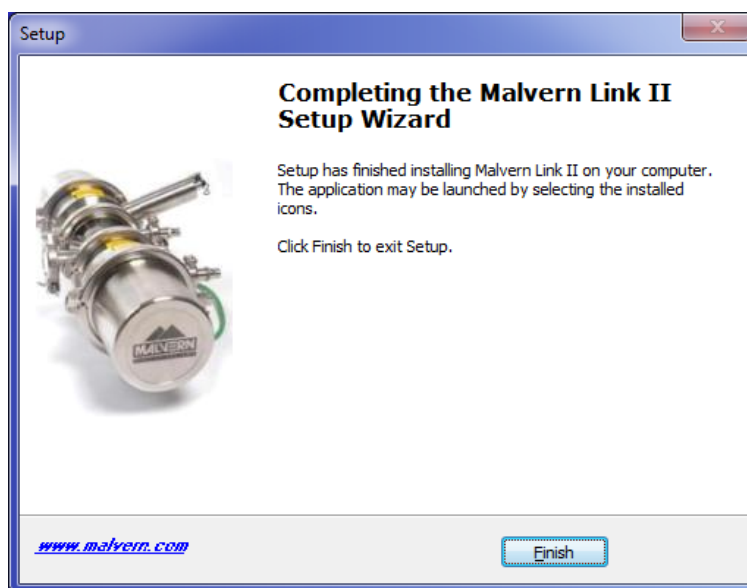 Setup
Completing the Malvern Link II
Setup Wizard
Setup has finished installing Malvern Link II on your computer.
The application may be launched by selecting the installed
icons.
Click Finish to exit Setup.
MALVERN
www.malvern.com
Finish